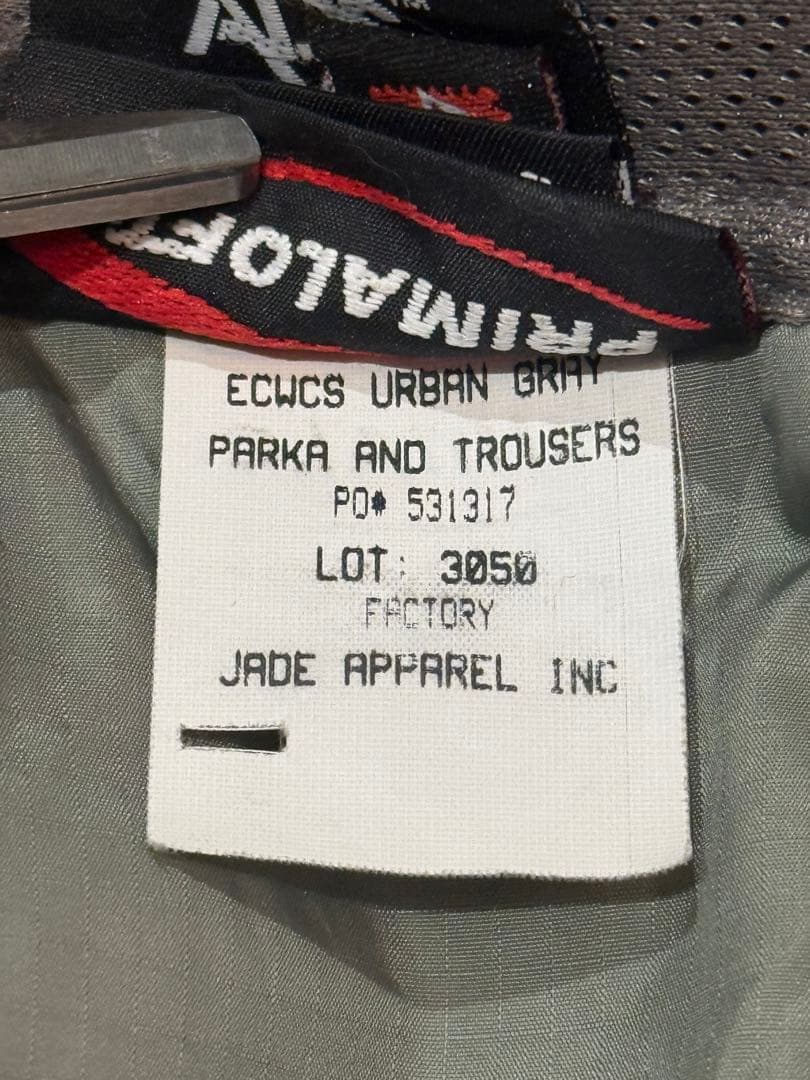 PRIMALOFT
ECWCS URBAN GRAY
PARKA AND TROUSERS
PO# 531317
LOT: 3050
FACTORY
JADE APPAREL INC